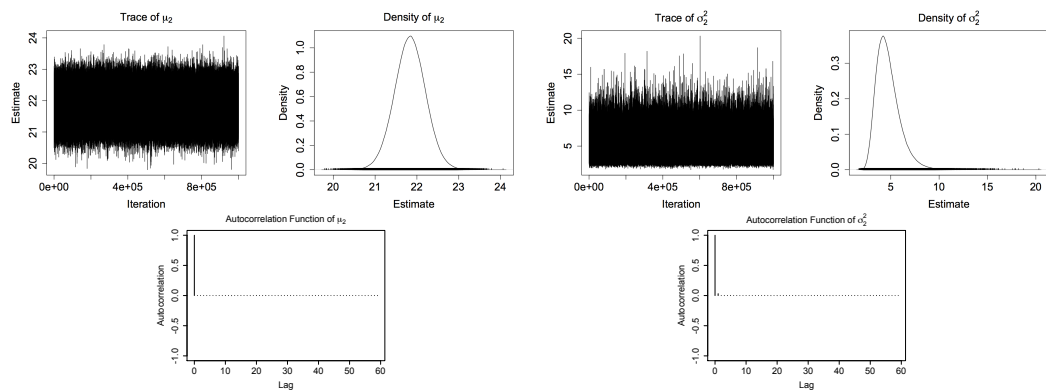 Trace of μ2
Estimate
24
23
22
21
20
0e+00 4e+05 8e+05
Iteration
Density of μ2
Density
1.0
0.8
0.6
0.4
0.2
0.0
20 21 22 23 24
Estimate
Trace of σ²2
Estimate
20
15
10
5
0e+00 4e+05 8e+05
Iteration
Density of σ²2
Density
0.3
0.2
0.1
0.0
5 10 15 20
Estimate
Autocorrelation Function of μ2
Autocorrelation
1.0
0.5
0.0
-0.5
-1.0
0 10 20 30 40 50 60
Lag
Autocorrelation Function of σ²2
Autocorrelation
1.0
0.5
0.0
-0.5
-1.0
0 10 20 30 40 50 60
Lag